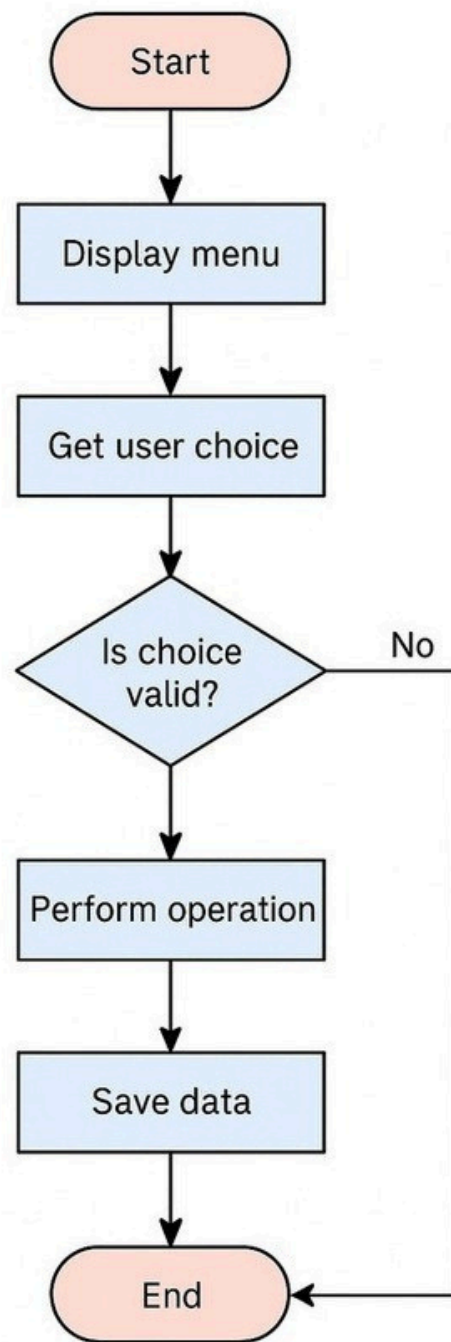 Start
Display menu
Get user choice
Is choice
valid?
No
Perform operation
Save data
End